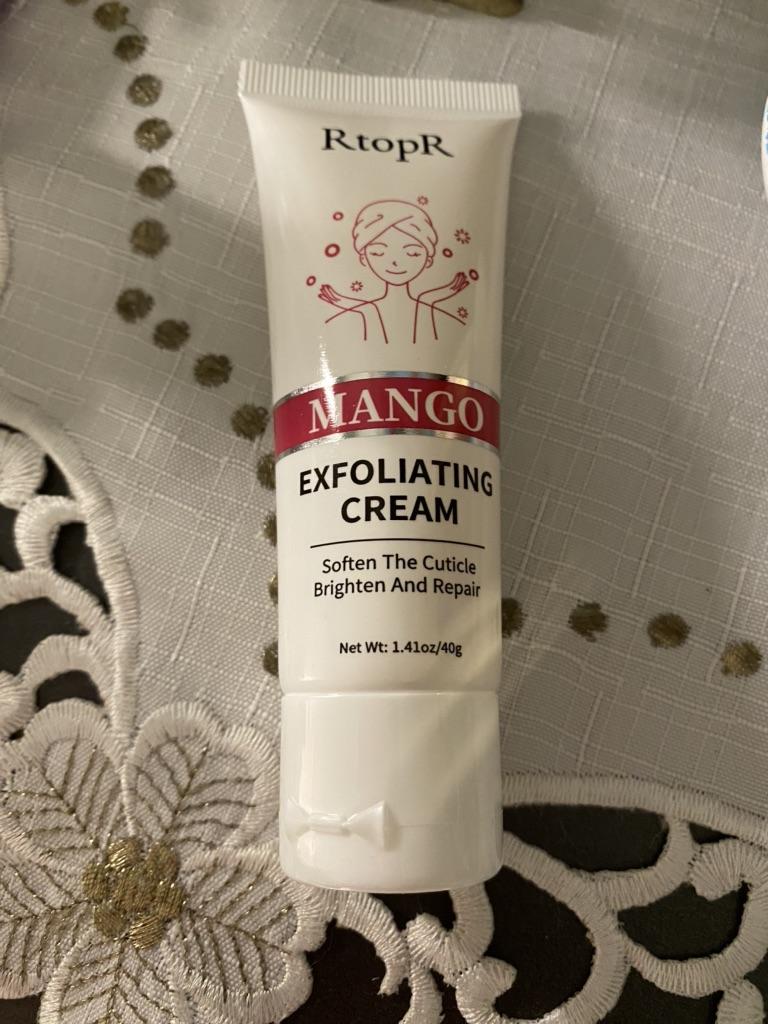 RtopR
MANGO
EXFOLIATING
CREAM
Soften The Cuticle
Brighten And Repair
Net Wt: 1.41oz/40g